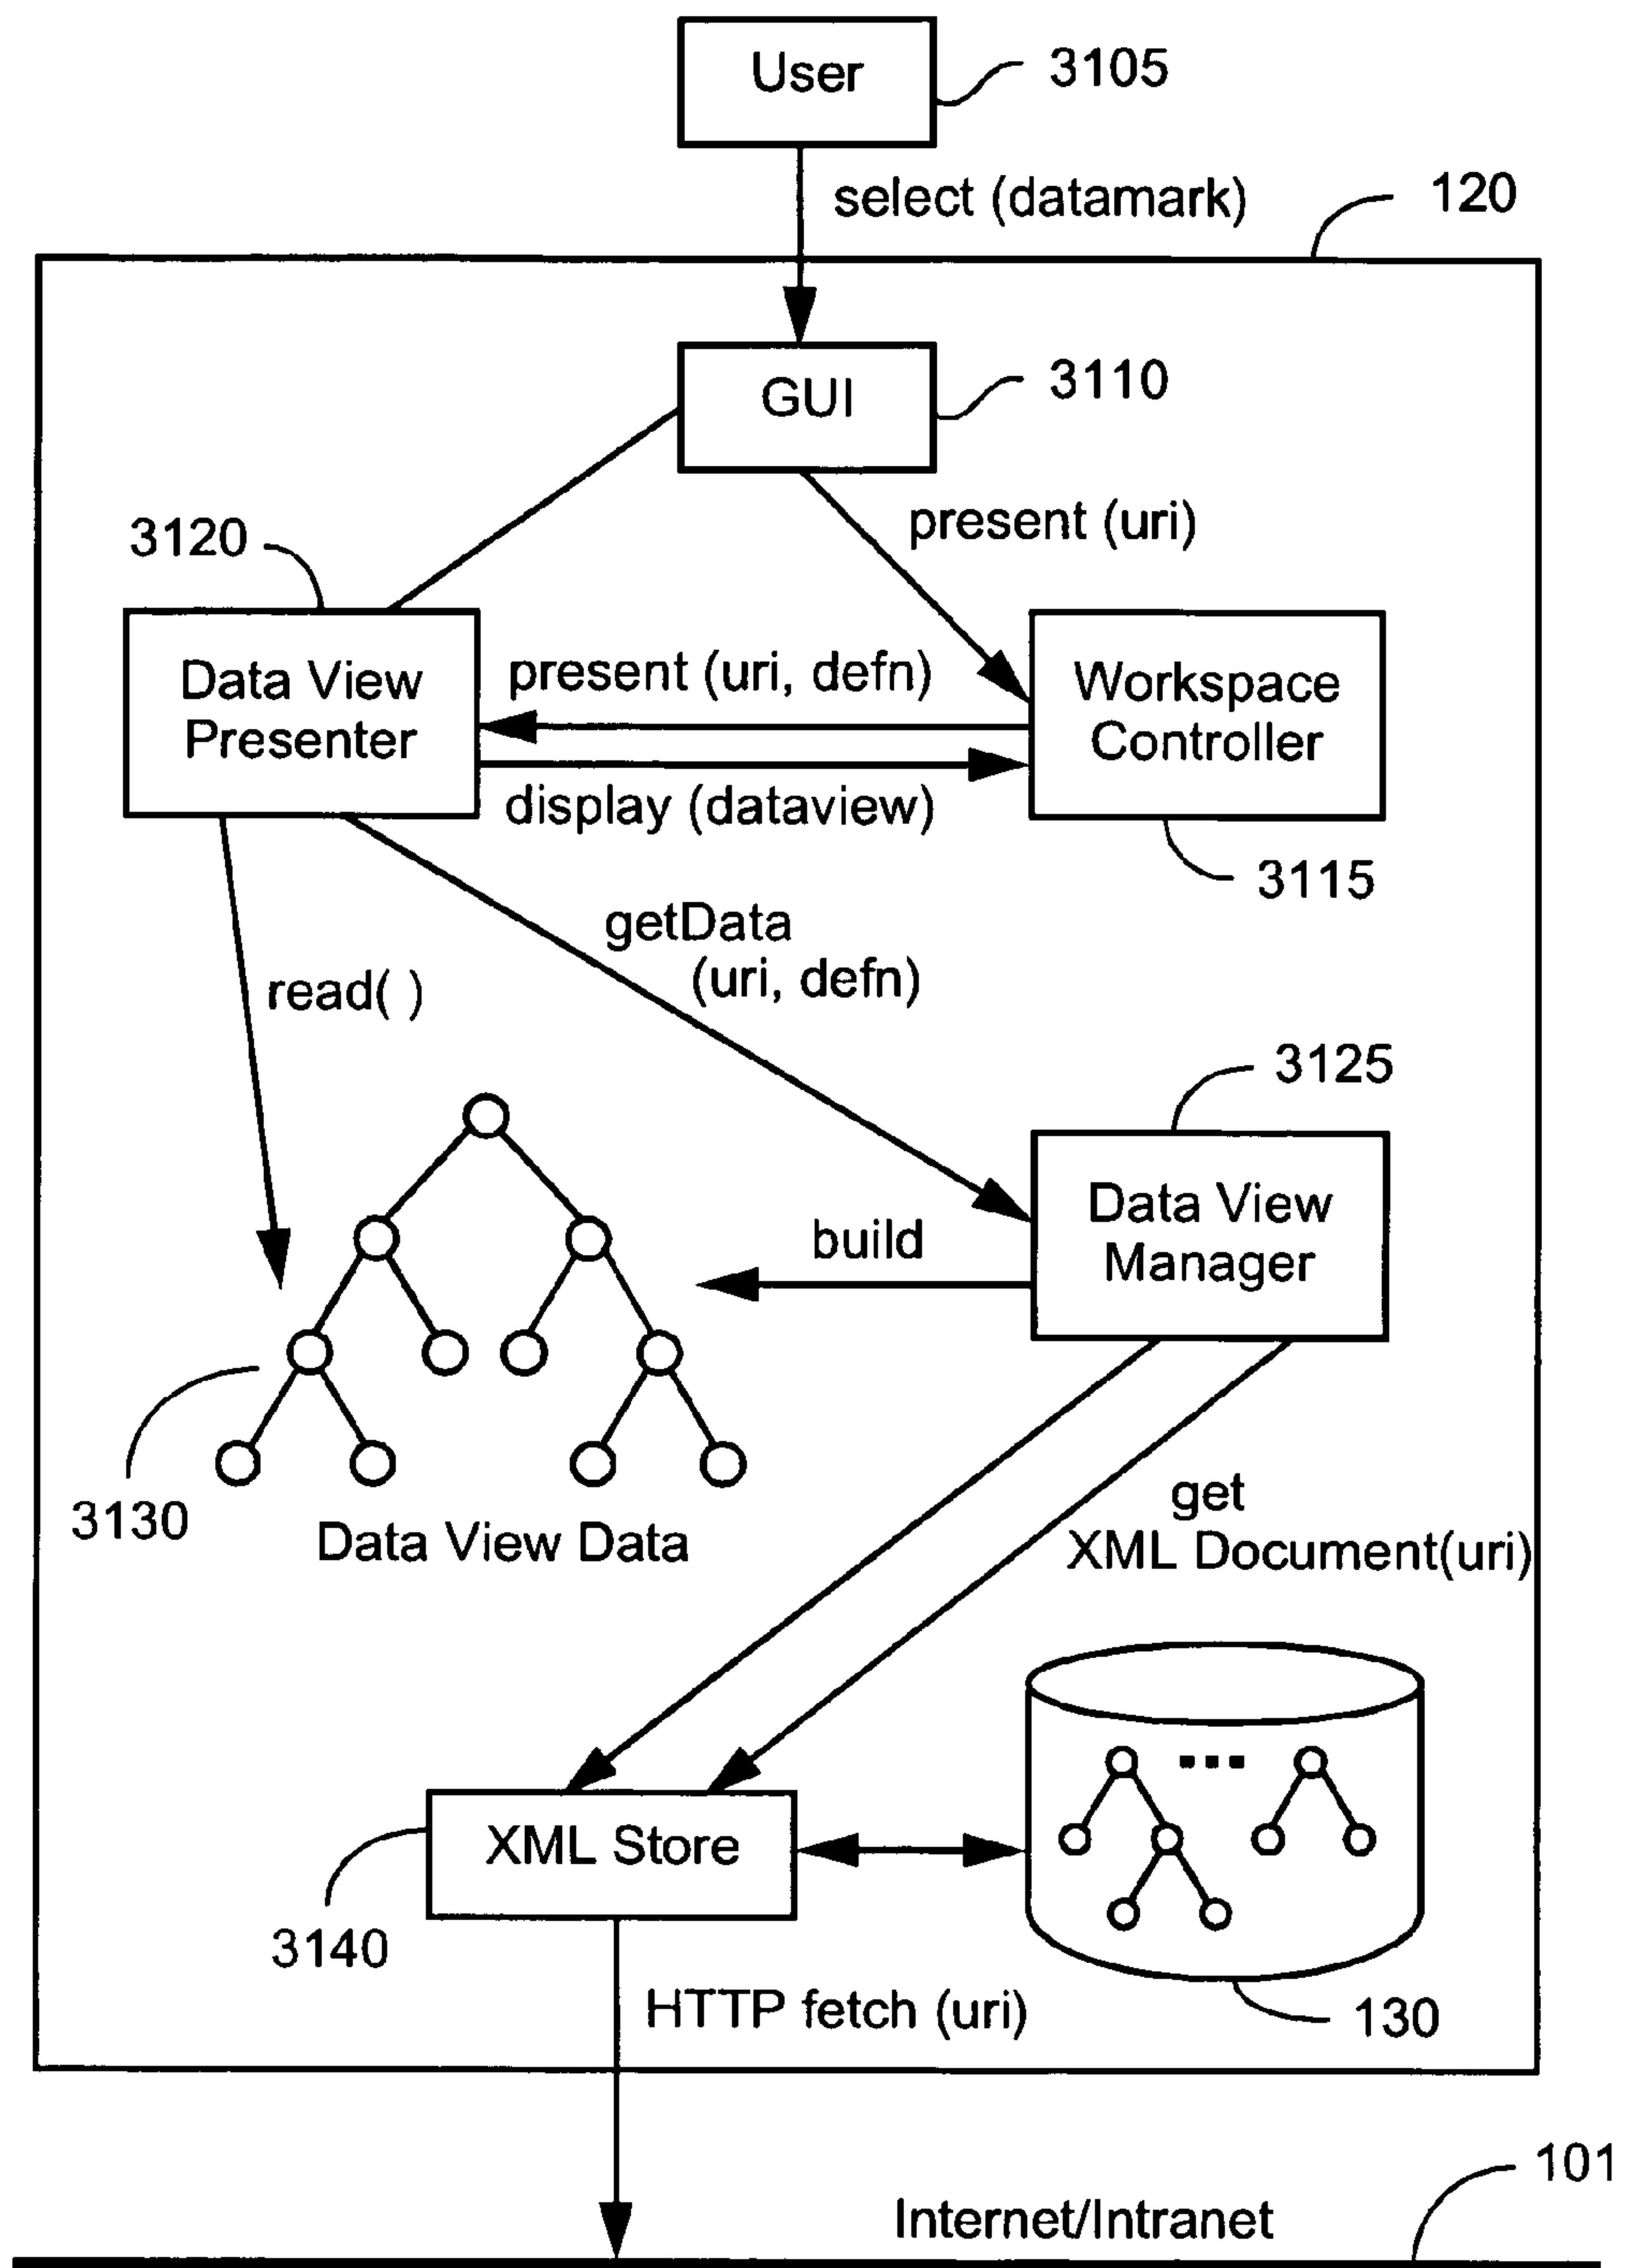 User
3105
select (datamark)
120
GUI
3110
present (uri)
3120
Data View
Presenter
present (uri, defn)
display (dataview)
Workspace
Controller
3115
getData
(uri, defn)
read( )
3125
Data View
Manager
build
3130
Data View Data
get
XML Document(uri)
XML Store
3140
HTTP fetch (uri)
130
101
Internet/Intranet